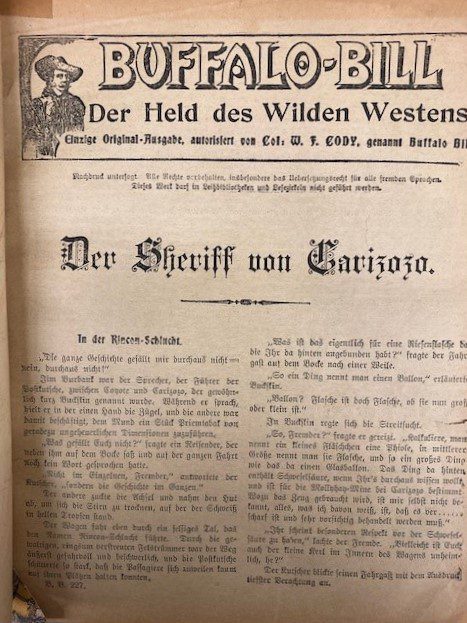 BUFFALO-BILL
Der Held des Wilden Westens
Einzige Original-Ausgabe, autorisiert von Col. W. F. CODY, genannt Buffalo Bil
Nachdruck untersagt. Alle Rechte vorbehalten, insbesondere das Uebersetzungsrecht für alle fremden Sprachen.
Dieses Werk darf in Leihbibliotheken und Lesezirkeln nicht geführt werden.
Der Sheriff von Carizozo.
In der Rincon-Schlucht.
„Die ganze Geschichte gefällt mir durchaus nicht — nein, durchaus nicht!"
Jim Burbank war der Sprecher, der Führer der
Postkutsche, zwischen Coyote und Carizozo, der gewöhn-
lich kurz Buckskin genannt wurde. Während er sprach,
hielt er in der einen Hand die Zügel, und die andere war
damit beschäftigt, dem Mund ein Stück Priemtabak von
geradezu ungeheuerlichen Dimensionen zuzuführen.
„Was gefällt Euch nicht?" fragte ein Reisender, der
neben ihm auf dem Bocke saß und auf der ganzen Fahrt
noch kein Wort gesprochen hatte.
„Nicht im Einzelnen, Fremder," antwortete der
Kutscher, „sondern die Geschichte im Ganzen."
Der andere zuckte die Achsel und nahm den Hut
ab, um sich die Stirn zu trocknen, auf der der Schweiß
in hellen Tropfen stand.
Der Wagen fuhr eben durch ein felsiges Tal, das
den Namen Rincon-Schlucht führte. Durch die ge-
waltigen, ringsum verstreuten Felstrümmer war der Weg
äußerst gefahrvoll und beschwerlich, und die Postkutsche
schwankte so stark, daß die Passagiere sich zuweilen kaum
auf ihren Plätzen halten konnten.
B. B. 227.
„Was ist das eigentlich für eine Riesenflasche, die
die Ihr da hinten angebunden habt?" fragte der Fahr-
gast auf dem Bocke nach einer Weile.
„So ein Ding nennt man einen Ballon," erläuterte
Buckskin.
„Ballon? Flasche ist doch Flasche, ob sie nun groß
oder klein ist."
In Buckskin regte sich die Streitsucht.
„So, Fremder?" fragte er gereizt. „Kalkuliere, man
nennt ein kleines Fläschchen eine Phiole, in mittlerer
Größe nennt man sie Flasche, und so ein großes Ding
wie das da einen Glasballon. Das Ding da hinten
enthält Schwefelsäure, wenn Ihr's durchaus wissen wollt,
und ist für die Mine bei Carizozo bestimmt.
Wozu das Zeug gebraucht wird, ist mir selbst nicht be-
kannt, alles, was ich davon weiß, ist, daß es
scharf ist und sehr vorsichtig behandelt werden muß."
„Ihr scheint besonderen Respekt vor der Schwefel-
säure zu haben," lachte der Fremde. „Vielleicht ist Euch
auch der kleine Kerl im Innern des Wagens unheim-
lich, he?"
Der Kutscher blickte seinen Fahrgast mit dem Ausdruck
tiefster Verachtung an.